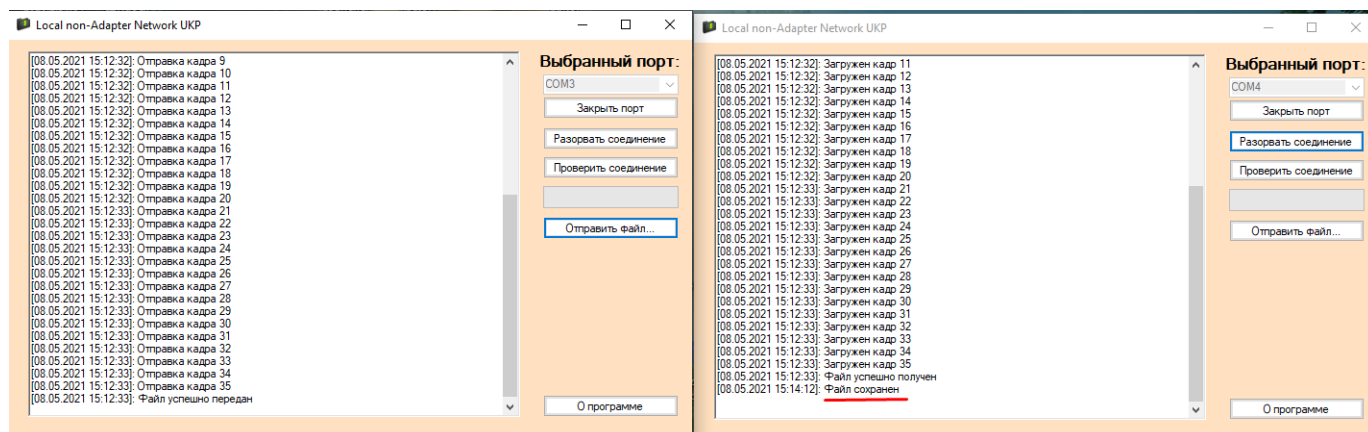 Local non-Adapter Network UKP
[08.05.2021 15:12:32]: Отправка кадра 9
[08.05.2021 15:12:32]: Отправка кадра 10
[08.05.2021 15:12:32]: Отправка кадра 11
[08.05.2021 15:12:32]: Отправка кадра 12
[08.05.2021 15:12:32]: Отправка кадра 13
[08.05.2021 15:12:32]: Отправка кадра 14
[08.05.2021 15:12:32]: Отправка кадра 15
[08.05.2021 15:12:32]: Отправка кадра 16
[08.05.2021 15:12:32]: Отправка кадра 17
[08.05.2021 15:12:32]: Отправка кадра 18
[08.05.2021 15:12:32]: Отправка кадра 19
[08.05.2021 15:12:32]: Отправка кадра 20
[08.05.2021 15:12:33]: Отправка кадра 21
[08.05.2021 15:12:33]: Отправка кадра 22
[08.05.2021 15:12:33]: Отправка кадра 23
[08.05.2021 15:12:33]: Отправка кадра 24
[08.05.2021 15:12:33]: Отправка кадра 25
[08.05.2021 15:12:33]: Отправка кадра 26
[08.05.2021 15:12:33]: Отправка кадра 27
[08.05.2021 15:12:33]: Отправка кадра 28
[08.05.2021 15:12:33]: Отправка кадра 29
[08.05.2021 15:12:33]: Отправка кадра 30
[08.05.2021 15:12:33]: Отправка кадра 31
[08.05.2021 15:12:33]: Отправка кадра 32
[08.05.2021 15:12:33]: Отправка кадра 33
[08.05.2021 15:12:33]: Отправка кадра 34
[08.05.2021 15:12:33]: Отправка кадра 35
[08.05.2021 15:12:33]: Файл успешно передан
Выбранный порт:
COM3
Закрыть порт
Разорвать соединение
Проверить соединение
Отправить файл...
О программе
Local non-Adapter Network UKP
[08.05.2021 15:12:32]: Загружен кадр 11
[08.05.2021 15:12:32]: Загружен кадр 12
[08.05.2021 15:12:32]: Загружен кадр 13
[08.05.2021 15:12:32]: Загружен кадр 14
[08.05.2021 15:12:32]: Загружен кадр 15
[08.05.2021 15:12:32]: Загружен кадр 16
[08.05.2021 15:12:32]: Загружен кадр 17
[08.05.2021 15:12:32]: Загружен кадр 18
[08.05.2021 15:12:32]: Загружен кадр 19
[08.05.2021 15:12:32]: Загружен кадр 20
[08.05.2021 15:12:33]: Загружен кадр 21
[08.05.2021 15:12:33]: Загружен кадр 22
[08.05.2021 15:12:33]: Загружен кадр 23
[08.05.2021 15:12:33]: Загружен кадр 24
[08.05.2021 15:12:33]: Загружен кадр 25
[08.05.2021 15:12:33]: Загружен кадр 26
[08.05.2021 15:12:33]: Загружен кадр 27
[08.05.2021 15:12:33]: Загружен кадр 28
[08.05.2021 15:12:33]: Загружен кадр 29
[08.05.2021 15:12:33]: Загружен кадр 30
[08.05.2021 15:12:33]: Загружен кадр 31
[08.05.2021 15:12:33]: Загружен кадр 32
[08.05.2021 15:12:33]: Загружен кадр 33
[08.05.2021 15:12:33]: Загружен кадр 34
[08.05.2021 15:12:33]: Загружен кадр 35
[08.05.2021 15:12:33]: Файл успешно получен
[08.05.2021 15:14:12]: Файл сохранен
Выбранный порт:
COM4
Закрыть порт
Разорвать соединение
Проверить соединение
Отправить файл...
О программе